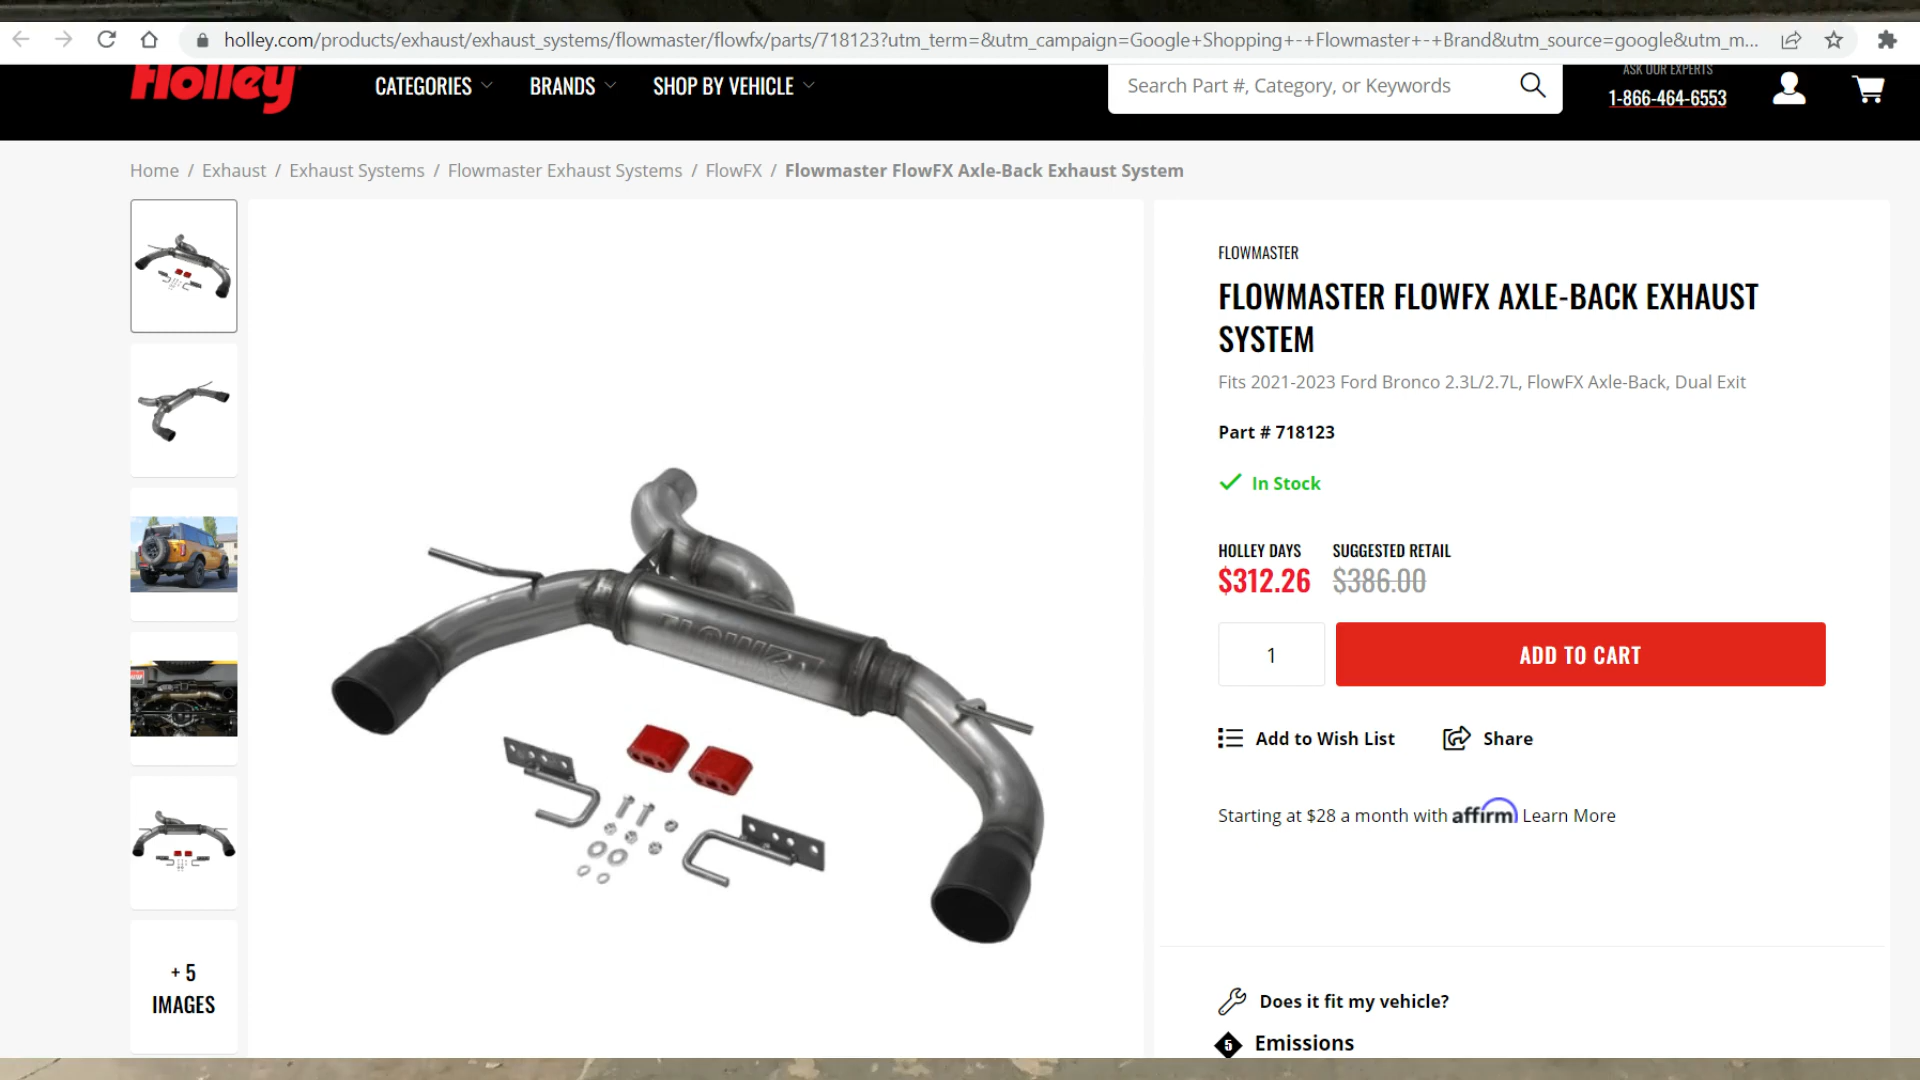 holley.com/products/exhaust/exhaust_systems/flowmaster/flowfx/parts/718123?utm_term=&utm_campaign=Google+Shopping+-+Flowmaster+-+Brand&utm_source=google&utm_m...
Holley
CATEGORIES
BRANDS
SHOP BY VEHICLE
Search Part #, Category, or Keywords
ASK OUR EXPERTS
1-866-464-6553
Home / Exhaust / Exhaust Systems / Flowmaster Exhaust Systems / FlowFX / Flowmaster FlowFX Axle-Back Exhaust System
FLOWMASTER
FLOWMASTER FLOWFX AXLE-BACK EXHAUST
SYSTEM
Fits 2021-2023 Ford Bronco 2.3L/2.7L, FlowFX Axle-Back, Dual Exit
Part # 718123
In Stock
HOLLEY DAYS
SUGGESTED RETAIL
$312.26
$386.00
1
ADD TO CART
Add to Wish List
Share
Starting at $28 a month with affirm Learn More
+ 5
IMAGES
Does it fit my vehicle?
5
Emissions